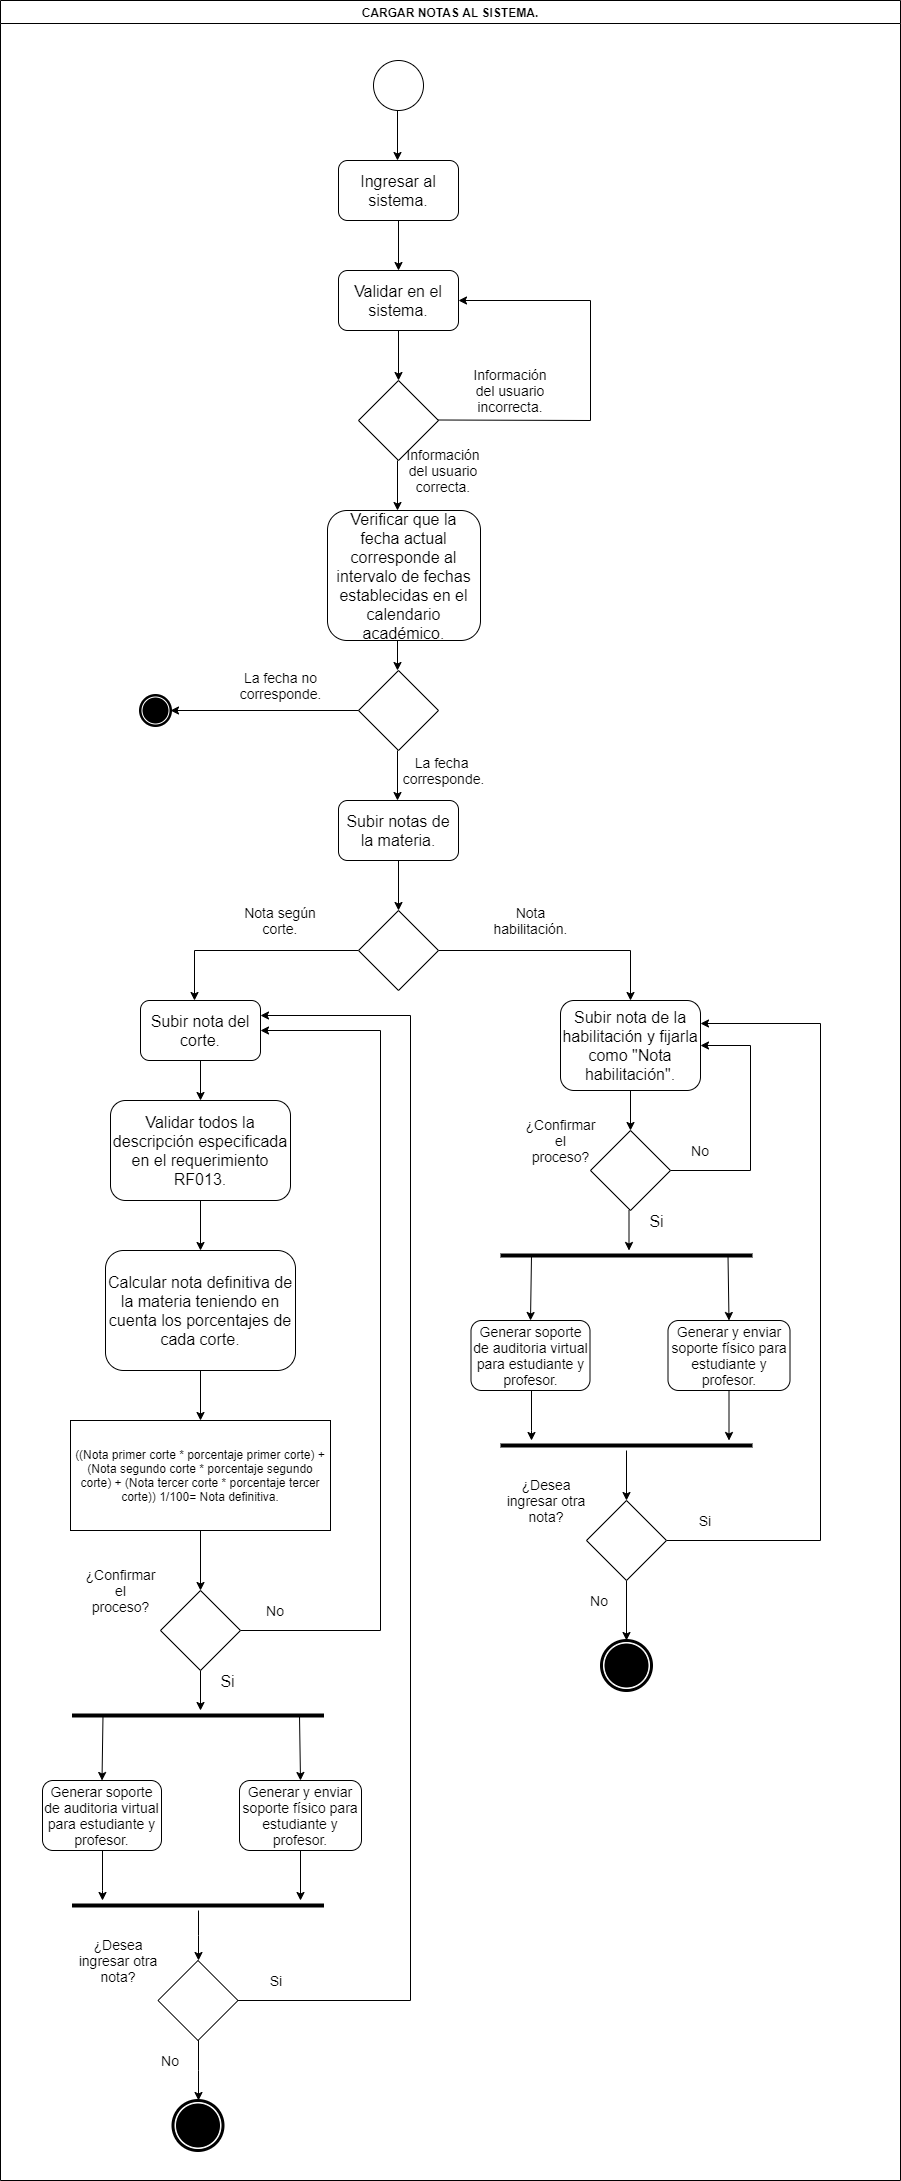 CARGAR NOTAS AL SISTEMA.
Ingresar al
sistema.
Validar en el
sistema.
Información
del usuario
incorrecta.
Información
del usuario
correcta.
Verificar que la
fecha actual
corresponde al
intervalo de fechas
establecidas en el
calendario
académico.
La fecha no
corresponde.
La fecha
corresponde.
Subir notas de
la materia.
Nota según
corte.
Nota
habilitación.
Subir nota del
corte.
Subir nota de la
habilitación y fijarla
como "Nota
habilitación".
Validar todos la
descripción especificada
en el requerimiento
RF013.
¿Confirmar
el
proceso?
No
Si
Calcular nota definitiva de
la materia teniendo en
cuenta los porcentajes de
cada corte.
Generar soporte
de auditoria virtual
para estudiante y
profesor.
Generar y enviar
soporte físico para
estudiante y
profesor.
((Nota primer corte * porcentaje primer corte) +
(Nota segundo corte * porcentaje segundo
corte) + (Nota tercer corte * porcentaje tercer
corte)) 1/100= Nota definitiva.
¿Desea
ingresar otra
nota?
Si
No
¿Confirmar
el
proceso?
No
Si
Generar soporte
de auditoria virtual
para estudiante y
profesor.
Generar y enviar
soporte físico para
estudiante y
profesor.
¿Desea
ingresar otra
nota?
Si
No